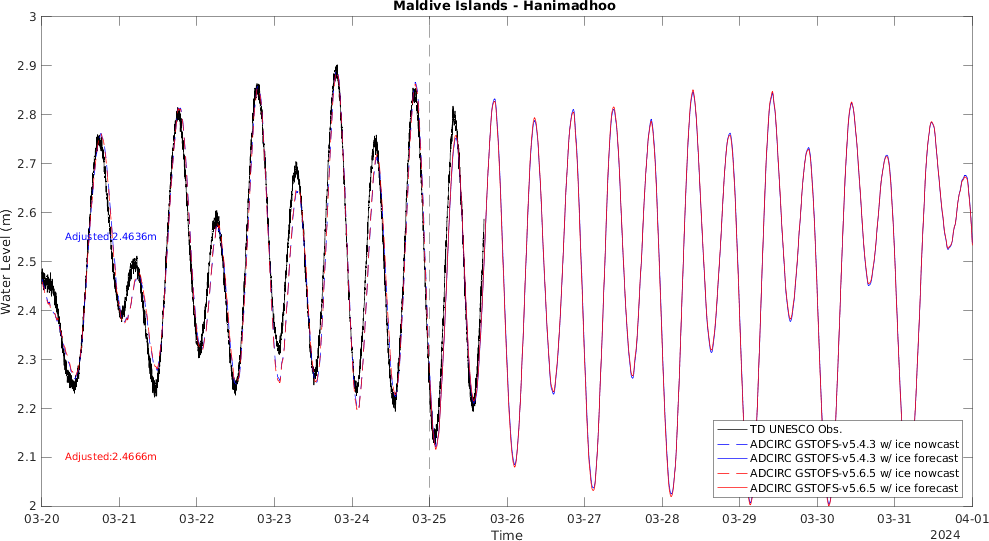 Maldive Islands - Hanimadhoo
Water Level (m)
3
2.9
2.8
2.7
2.6
2.5
2.4
2.3
2.2
2.1
2
Adjusted:2.4636m
Adjusted:2.4666m
TD UNESCO Obs.
ADCIRC GSTOFS-v5.4.3 w/ ice nowcast
ADCIRC GSTOFS-v5.4.3 w/ ice forecast
ADCIRC GSTOFS-v5.6.5 w/ ice nowcast
ADCIRC GSTOFS-v5.6.5 w/ ice forecast
03-20 03-21 03-22 03-23 03-24 03-25 03-26 03-27 03-28 03-29 03-30 03-31 04-01
Time
2024